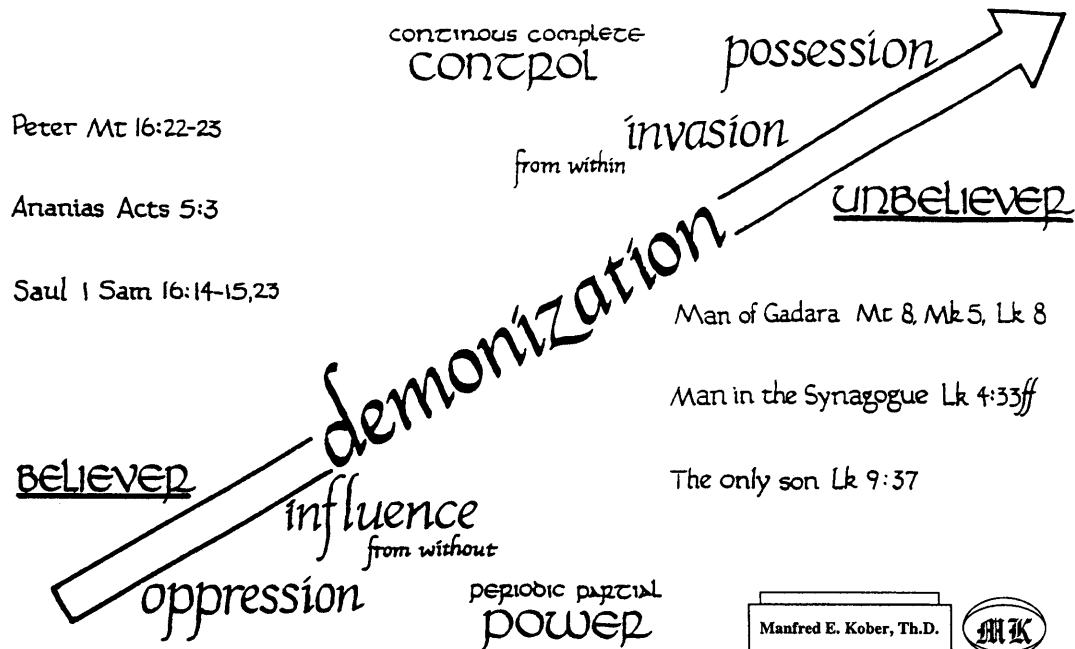 continous complete
CONTROL
possession
Peter Mt 16:22-23
invasion
from within
Ananias Acts 5:3
UNBELIEVER
Saul 1 Sam 16:14-15,23
demonization
Man of Gadara Mt 8, Mk 5, Lk 8
Man in the Synagogue Lk 4:33ff
BELIEVER
The only son Lk 9:37
influence
from without
oppression
periodic partial
POWER
Manfred E. Kober, Th.D.
MK